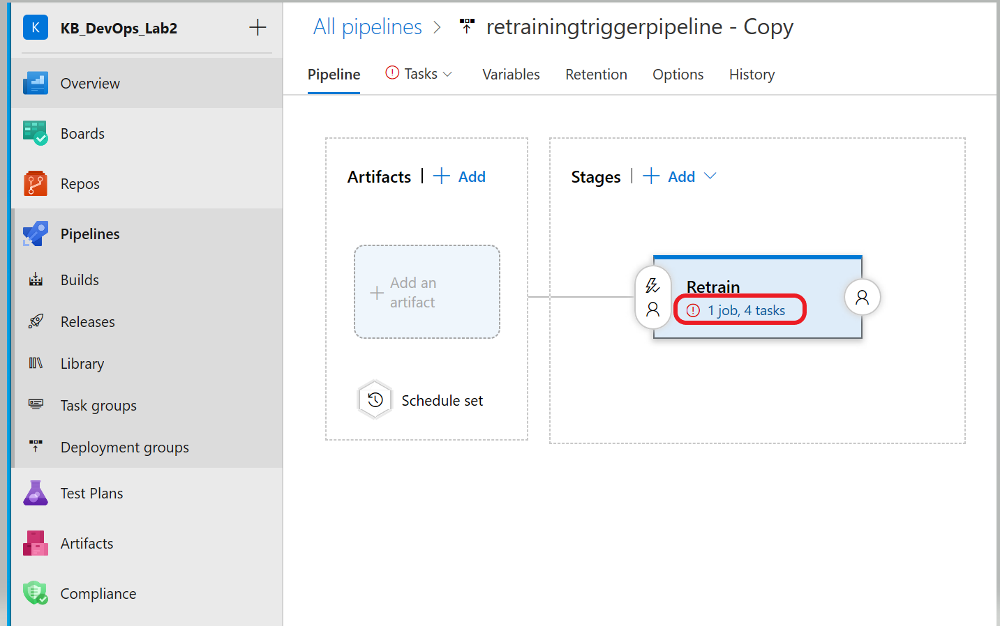 K KB_DevOps_Lab2
Overview
Boards
Repos
Pipelines
Builds
Releases
Library
Task groups
Deployment groups
Test Plans
Artifacts
Compliance
All pipelines > retrainingtriggerpipeline - Copy
Pipeline Tasks Variables Retention Options History
Artifacts | + Add
Add an
artifact
Schedule set
Stages | + Add
Retrain
1 job, 4 tasks